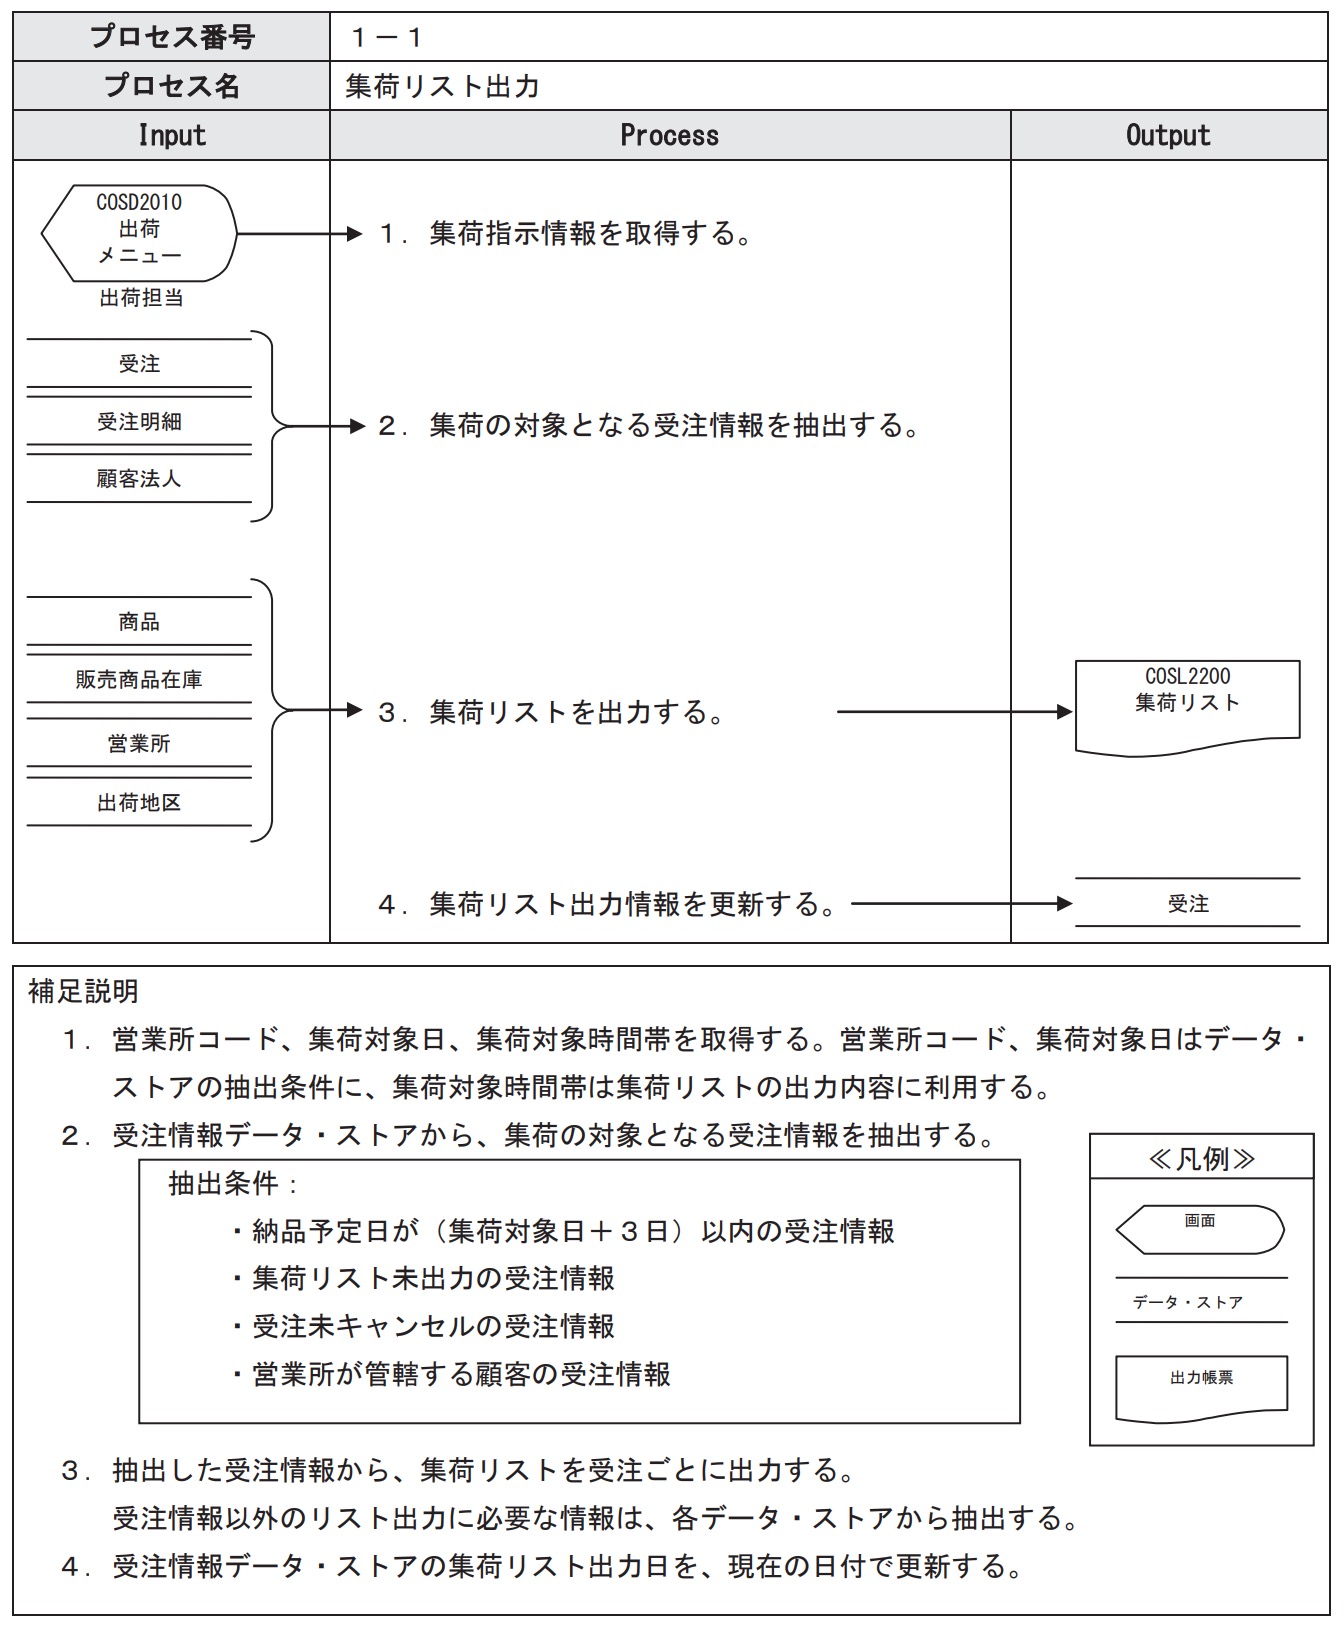 プロセス番号
１－１
プロセス名
集荷リスト出力
Input
Process
Output
COSD2010
出荷
メニュー
出荷担当
１．集荷指示情報を取得する。
受注
受注明細
顧客法人
２．集荷の対象となる受注情報を抽出する。
商品
販売商品在庫
営業所
出荷地区
３．集荷リストを出力する。
COSL2200
集荷リスト
４．集荷リスト出力情報を更新する。
受注
補足説明
１．営業所コード、集荷対象日、集荷対象時間帯を取得する。営業所コード、集荷対象日はデータ・
ストアの抽出条件に、集荷対象時間帯は集荷リストの出力内容に利用する。
２．受注情報データ・ストアから、集荷の対象となる受注情報を抽出する。
抽出条件：
・納品予定日が（集荷対象日＋３日）以内の受注情報
・集荷リスト未出力の受注情報
・受注未キャンセルの受注情報
・営業所が管轄する顧客の受注情報
≪凡例≫
画面
データ・ストア
出力帳票
３．抽出した受注情報から、集荷リストを受注ごとに出力する。
受注情報以外のリスト出力に必要な情報は、各データ・ストアから抽出する。
４．受注情報データ・ストアの集荷リスト出力日を、現在の日付で更新する。